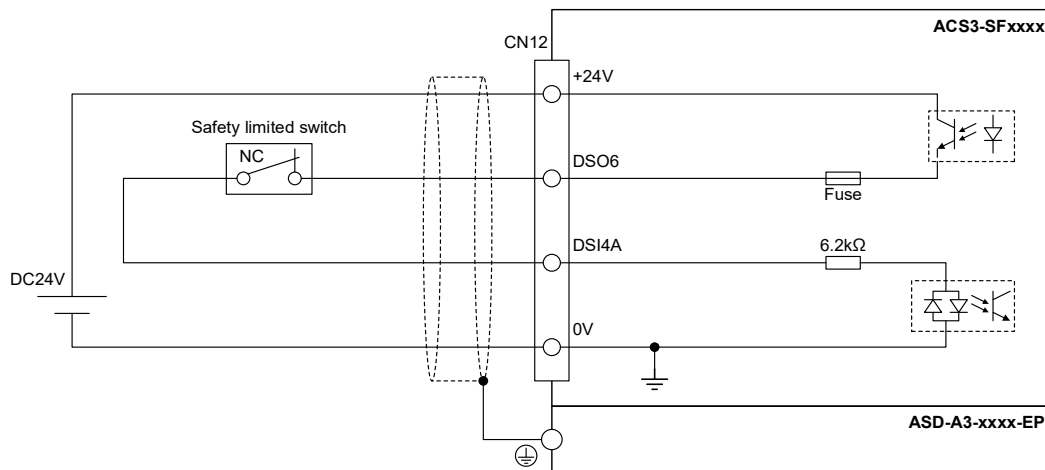 ACS3-SFxxxx
CN12
+24V
Safety limited switch
NC
DSO6
Fuse
DSI4A
6.2kΩ
DC24V
0V
ASD-A3-xxxx-EP